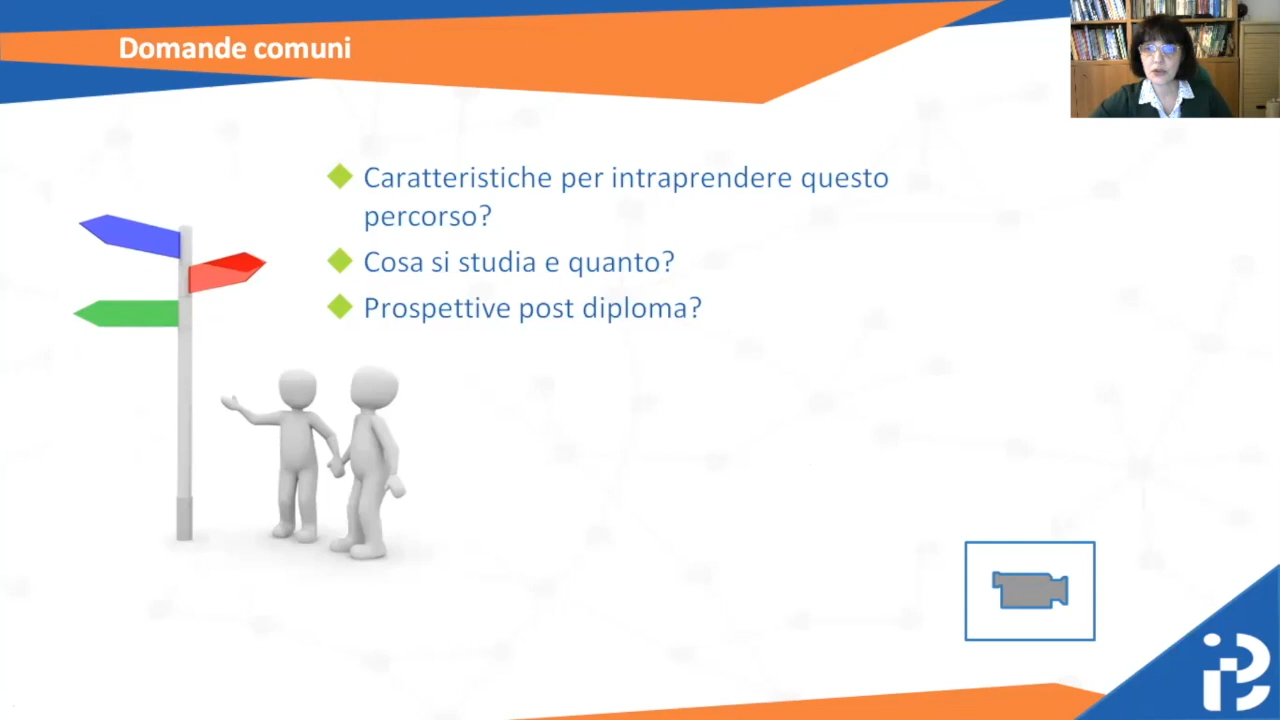 Domande comuni
Caratteristiche per intraprendere questo
percorso?
Cosa si studia e quanto?
Prospettive post diploma?